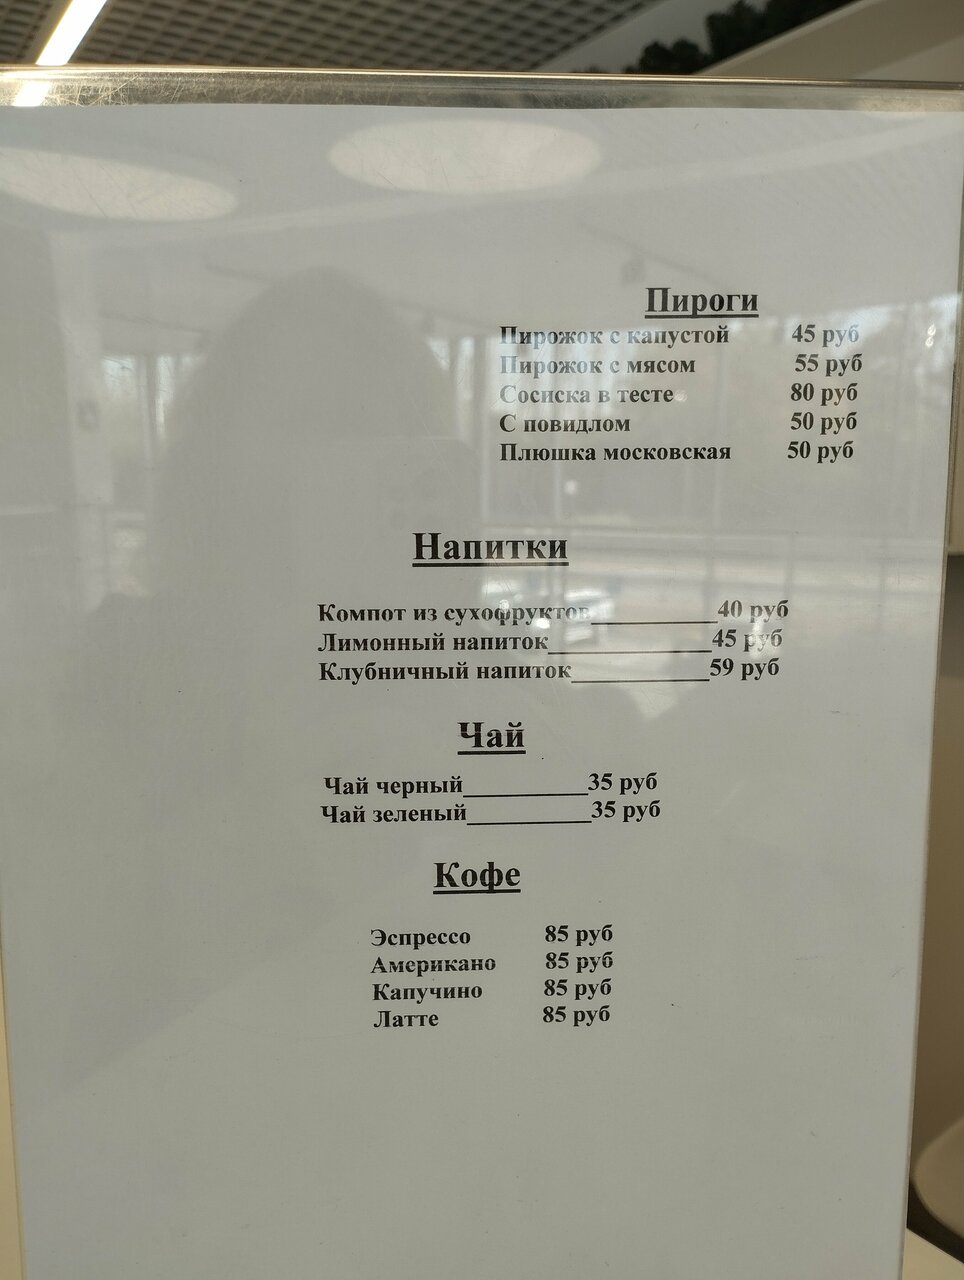 Пироги
Пирожок с капустой 45 руб
Пирожок с мясом 55 руб
Сосиска в тесте 80 руб
С повидлом 50 руб
Плюшка московская 50 руб
Напитки
Компот из сухофруктов__________40 руб
Лимонный напиток_____________45 руб
Клубничный напиток___________59 руб
Чай
Чай черный__________35 руб
Чай зеленый__________35 руб
Кофе
Эспрессо 85 руб
Американо 85 руб
Капучино 85 руб
Латте 85 руб